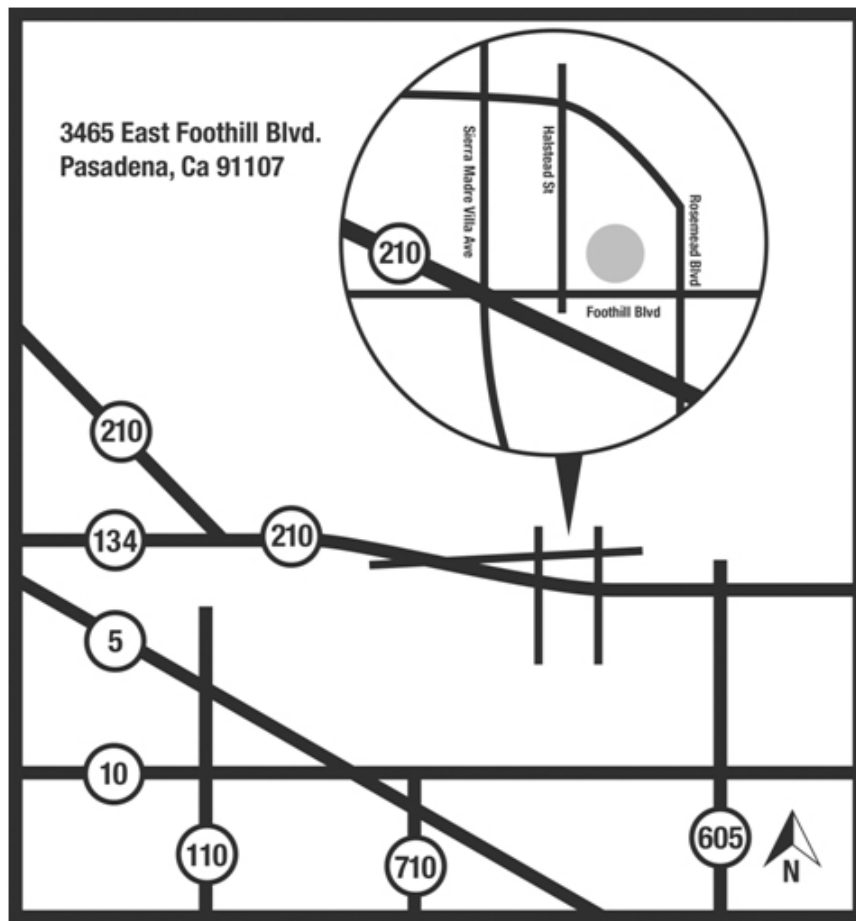 3465 East Foothill Blvd.
Pasadena, Ca 91107
Sierra Madre Villa Ave
Halstead St
Rosemead Blvd
210
Foothill Blvd
210
134
210
5
10
110
710
605
N